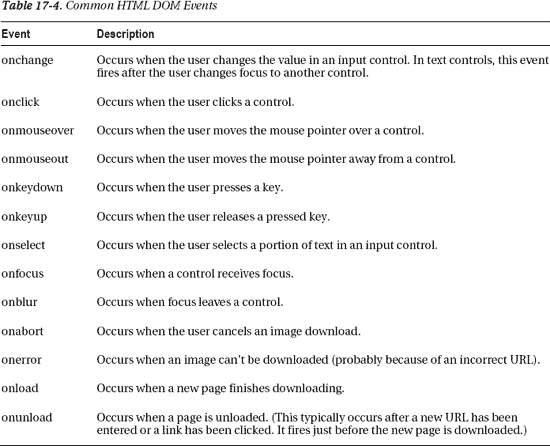 Table 17-4. Common HTML DOM Events
Event Description
onchange Occurs when the user changes the value in an input control. In text controls, this event
fires after the user changes focus to another control.
onclick Occurs when the user clicks a control.
onmouseover Occurs when the user moves the mouse pointer over a control.
onmouseout Occurs when the user moves the mouse pointer away from a control.
onkeydown Occurs when the user presses a key.
onkeyup Occurs when the user releases a pressed key.
onselect Occurs when the user selects a portion of text in an input control.
onfocus Occurs when a control receives focus.
onblur Occurs when focus leaves a control.
onabort Occurs when the user cancels an image download.
onerror Occurs when an image can't be downloaded (probably because of an incorrect URL).
onload Occurs when a new page finishes downloading.
onunload Occurs when a page is unloaded. (This typically occurs after a new URL has been
entered or a link has been clicked. It fires just before the new page is downloaded.)